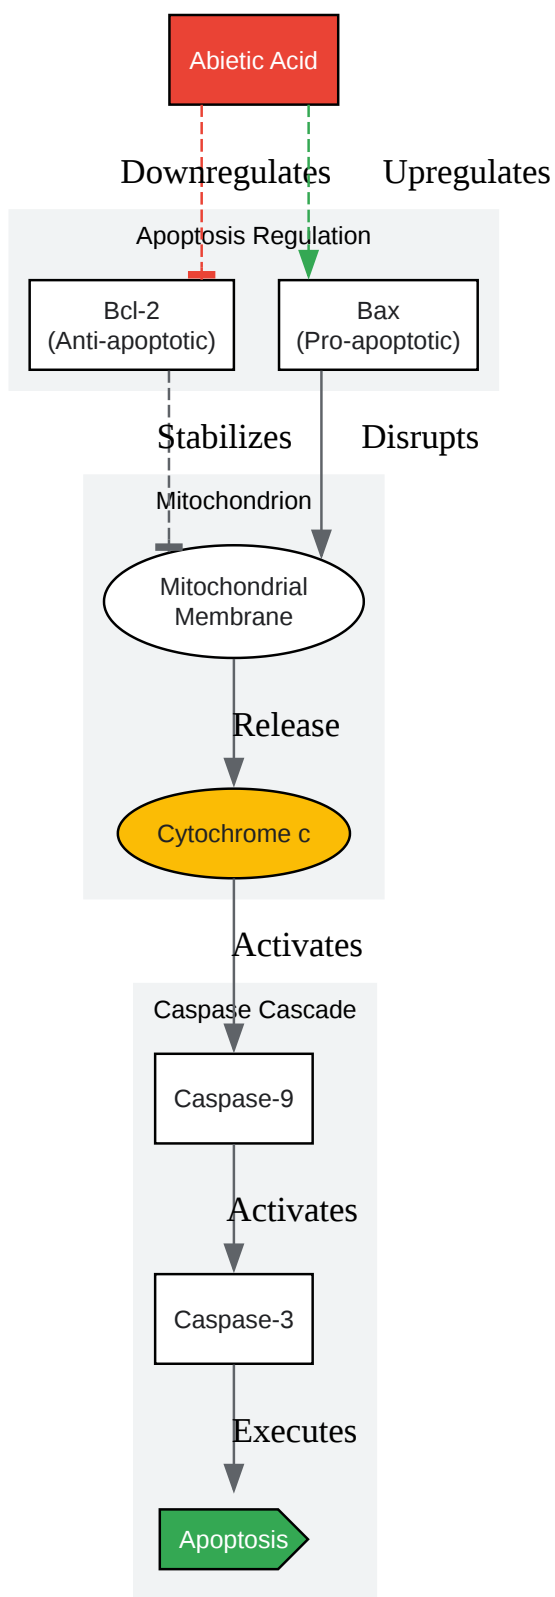 Abietic Acid
Downregulates
Upregulates
Apoptosis Regulation
Bcl-2
(Anti-apoptotic)
Bax
(Pro-apoptotic)
Stabilizes
Disrupts
Mitochondrion
Mitochondrial
Membrane
Release
Cytochrome c
Activates
Caspase Cascade
Caspase-9
Activates
Caspase-3
Executes
Apoptosis